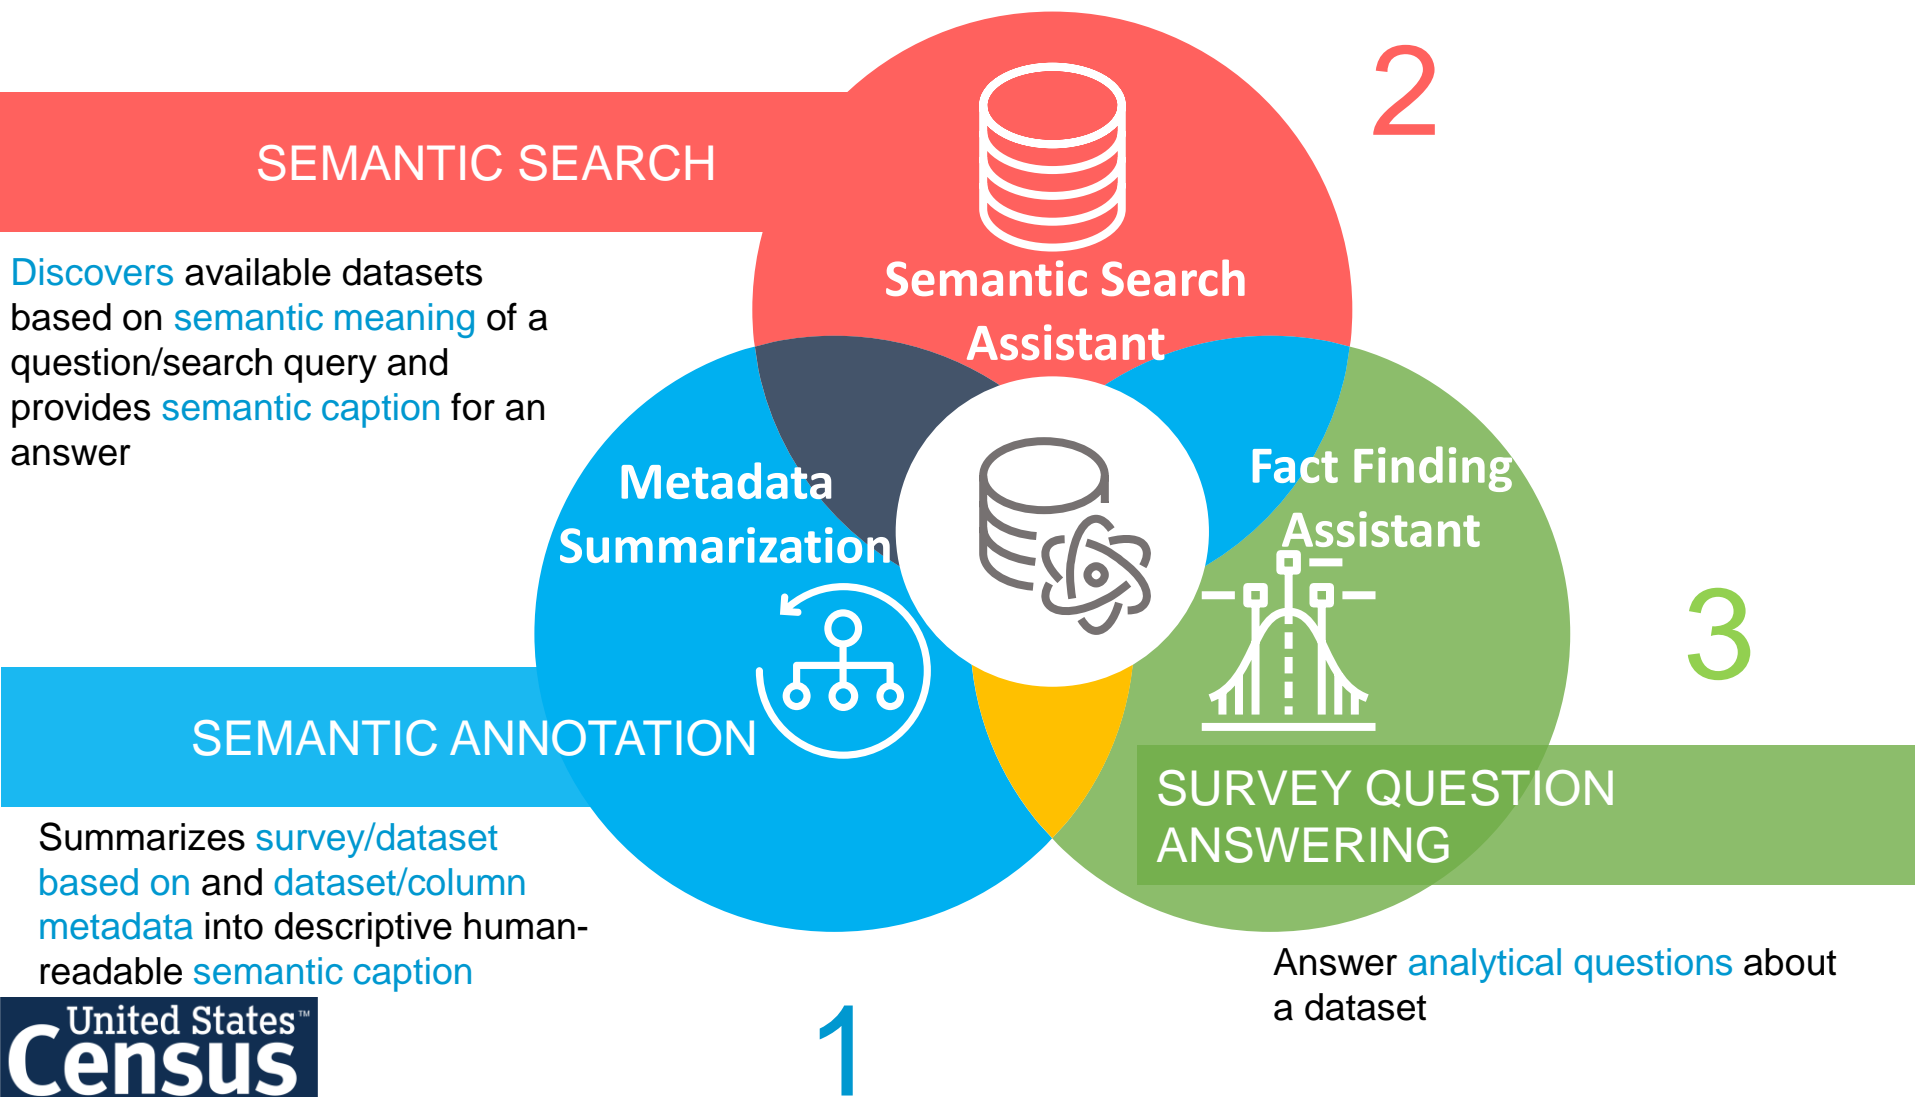 2
SEMANTIC SEARCH
Semantic Search
Assistant
Discovers available datasets
based on semantic meaning of a
question/search query and
provides semantic caption for an
answer
Metadata
Summarization
Fact Finding
Assistant
3
SEMANTIC ANNOTATION
SURVEY QUESTION
ANSWERING
Summarizes survey/dataset
based on and dataset/column
metadata into descriptive human-
readable semantic caption
Answer analytical questions about
a dataset
1
United States™
Census